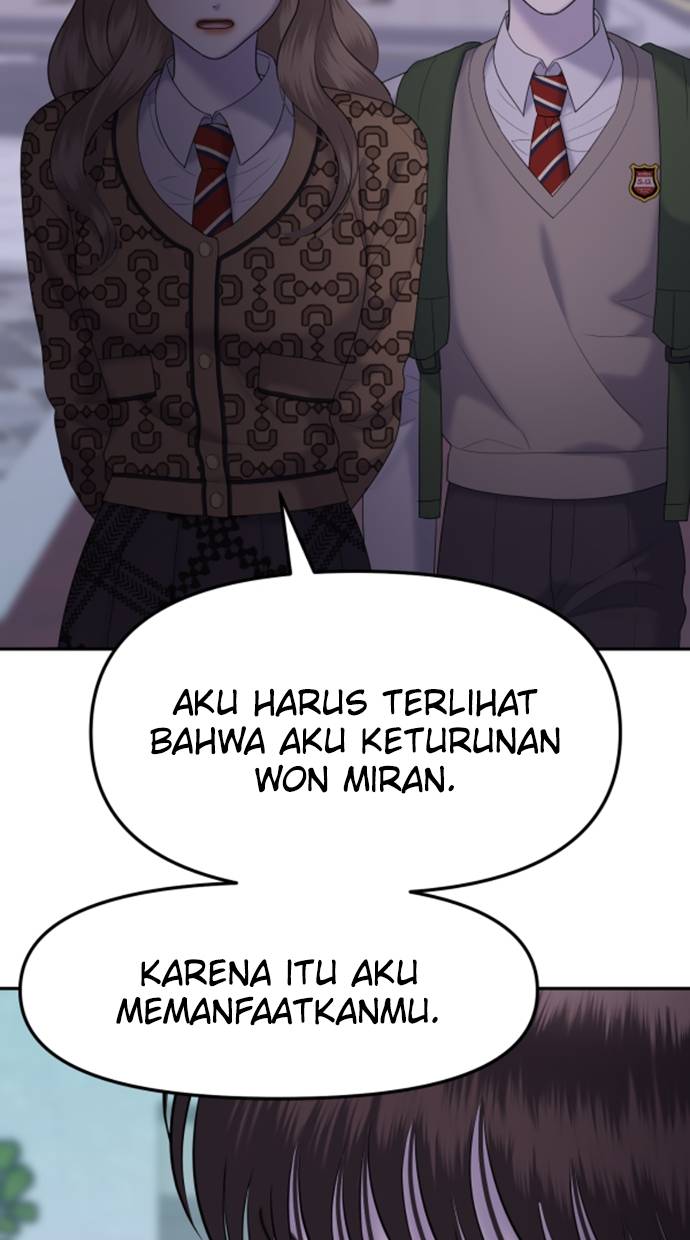 AKU HARUS TERLIHAT
BAHWA AKU KETURUNAN
WON MIRAN.
KARENA ITU AKU
MEMANFAATKANMU.